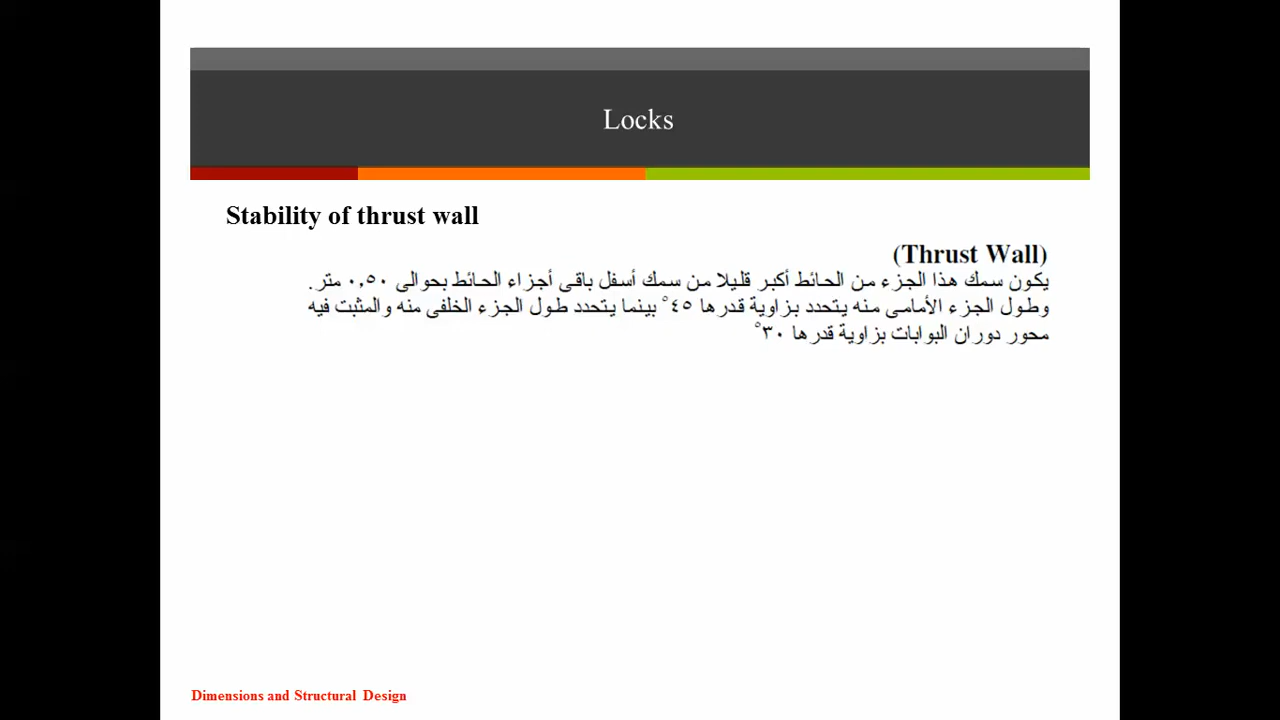 Locks
Stability of thrust wall
(Thrust Wall)
يكون سمك هذا الجزء من الحائط أكبر قليلا من سمك أسفل باقى أجزاء الحائط بحوالى ٠,٥٠ متر.
وطول الجزء الأمامى منه يتحدد بزاوية قدرها ٤٥° بينما يتحدد طول الجزء الخلفى منه والمثبت فيه
محور دوران البوابات بزاوية قدرها ٣٠°
Dimensions and Structural Design